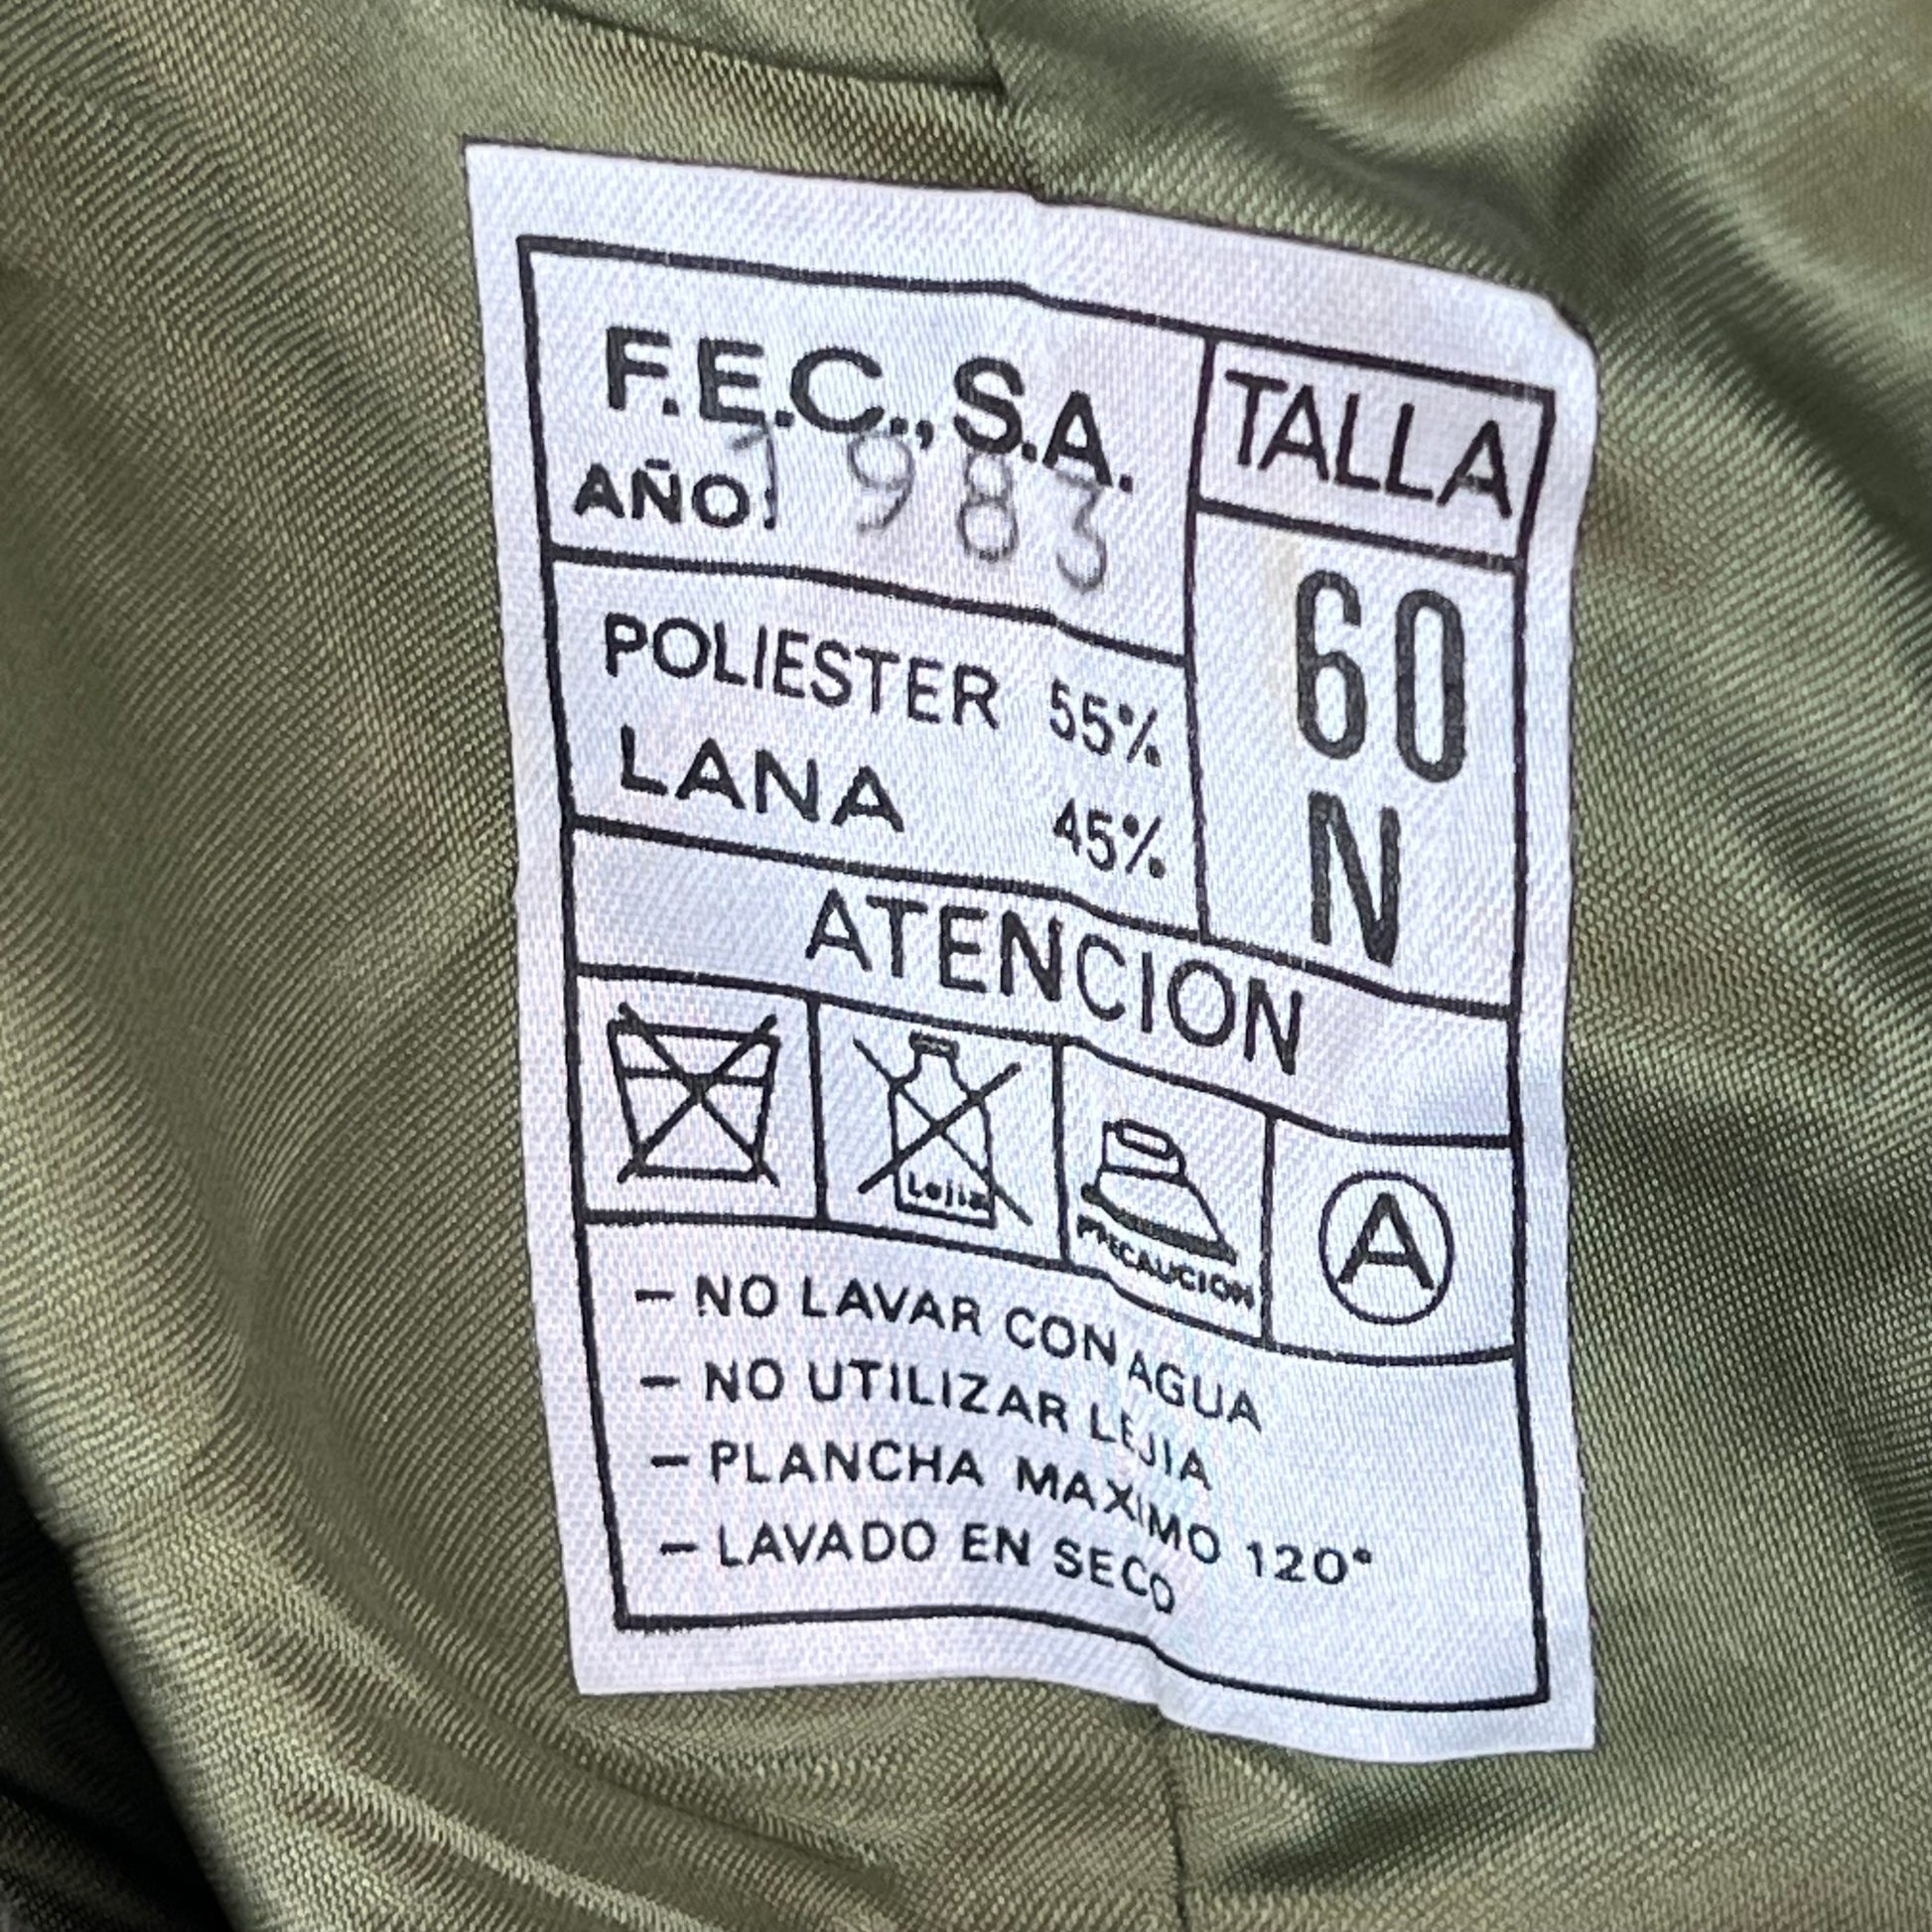 F.E.C., S.A.
AÑO: 1983
TALLA
60
N
POLIESTER 55%
LANA 45%
ATENCION
Lejia
PRECAUCION
A
– NO LAVAR CON AGUA
– NO UTILIZAR LEJIA
– PLANCHA MAXIMO 120°
– LAVADO EN SECO